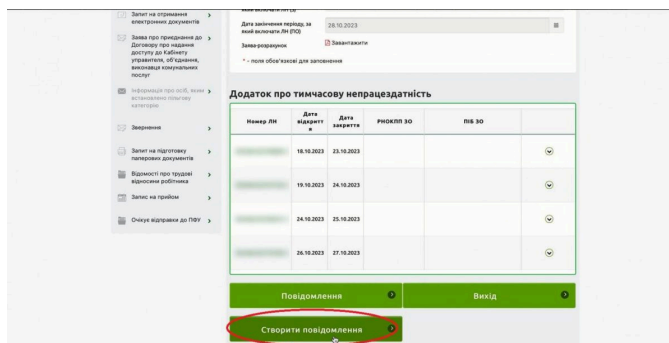 Запит на отримання
електронних документів
Заява про приєднання до
Договору про надання
доступу до Кабінету
управителя, об'єднання,
виконавця комунальних
послуг
Інформація про осіб, яким
встановлено пільгову
категорію
Звернення
Запит на підготовку
паперових документів
Відомості про трудові
відносини робітника
Запис на прийом
Очікує відправки до ПФУ
який включати ЛН (З)
Дата закінчення періоду, за
який включати ЛН (ПО)
28.10.2023
Заява-розрахунок
Завантажити
* - поля обов'язкові для заповнення
Додаток про тимчасову непрацездатність
Номер ЛН
Дата
відкритт
я
Дата
закриття
РНОКПП ЗО
ПІБ ЗО
18.10.2023 23.10.2023
19.10.2023 24.10.2023
24.10.2023 25.10.2023
26.10.2023 27.10.2023
Повідомлення
Вихід
Створити повідомлення